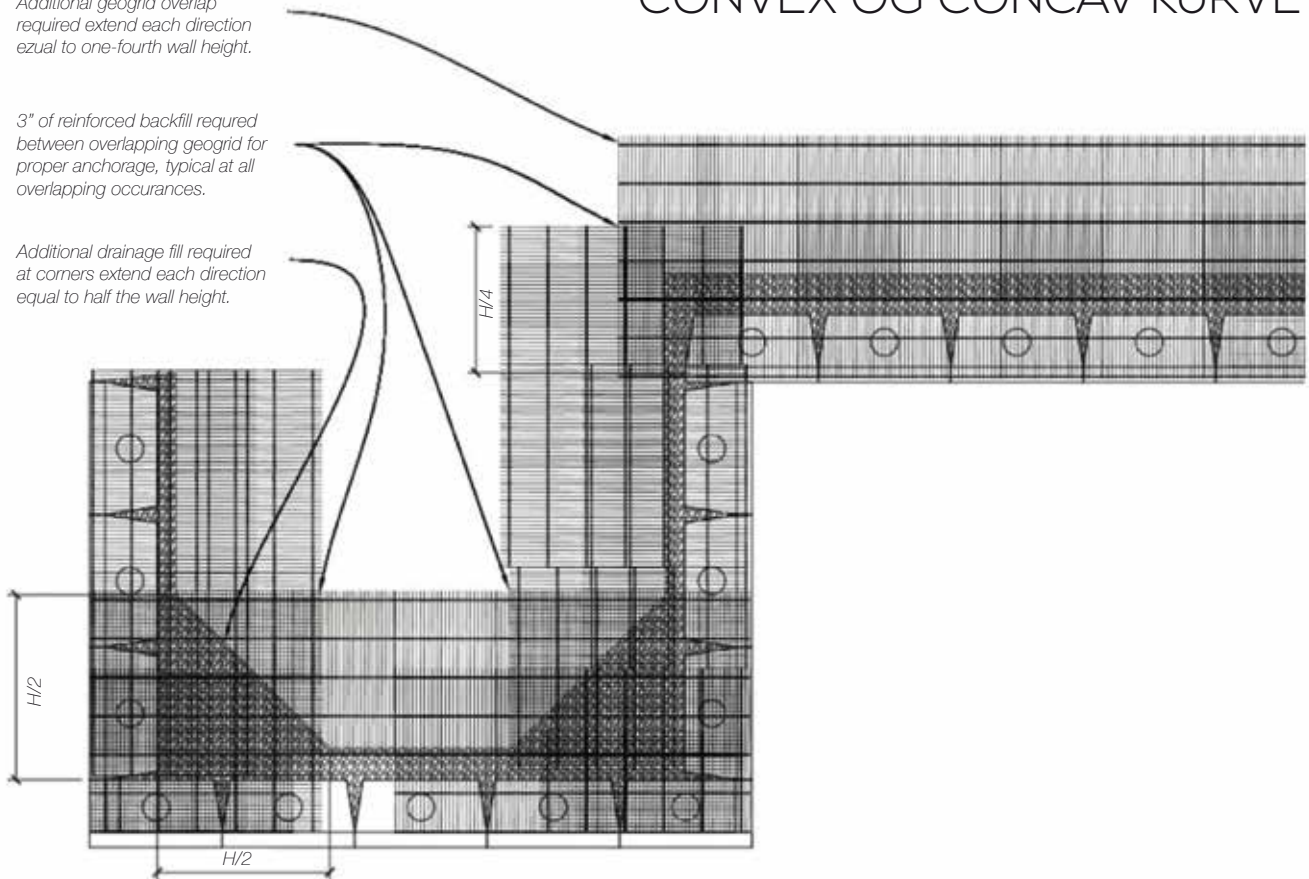 CONVEX OG CONCAV KURVE
Additional geogrid overlap
required extend each direction
ezual to one-fourth wall height.
3” of reinforced backfill requred
between overlapping geogrid for
proper anchorage, typical at all
overlapping occurances.
Additional drainage fill required
at corners extend each direction
equal to half the wall height.
H/4
H/2
H/2